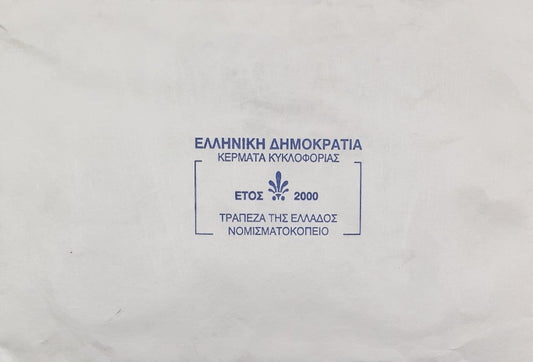 ΕΛΛΗΝΙΚΗ ΔΗΜΟΚΡΑΤΙΑ
ΚΕΡΜΑΤΑ ΚΥΚΛΟΦΟΡΙΑΣ
ΕΤΟΣ 2000
ΤΡΑΠΕΖΑ ΤΗΣ ΕΛΛΑΔΟΣ
ΝΟΜΙΣΜΑΤΟΚΟΠΕΙΟ